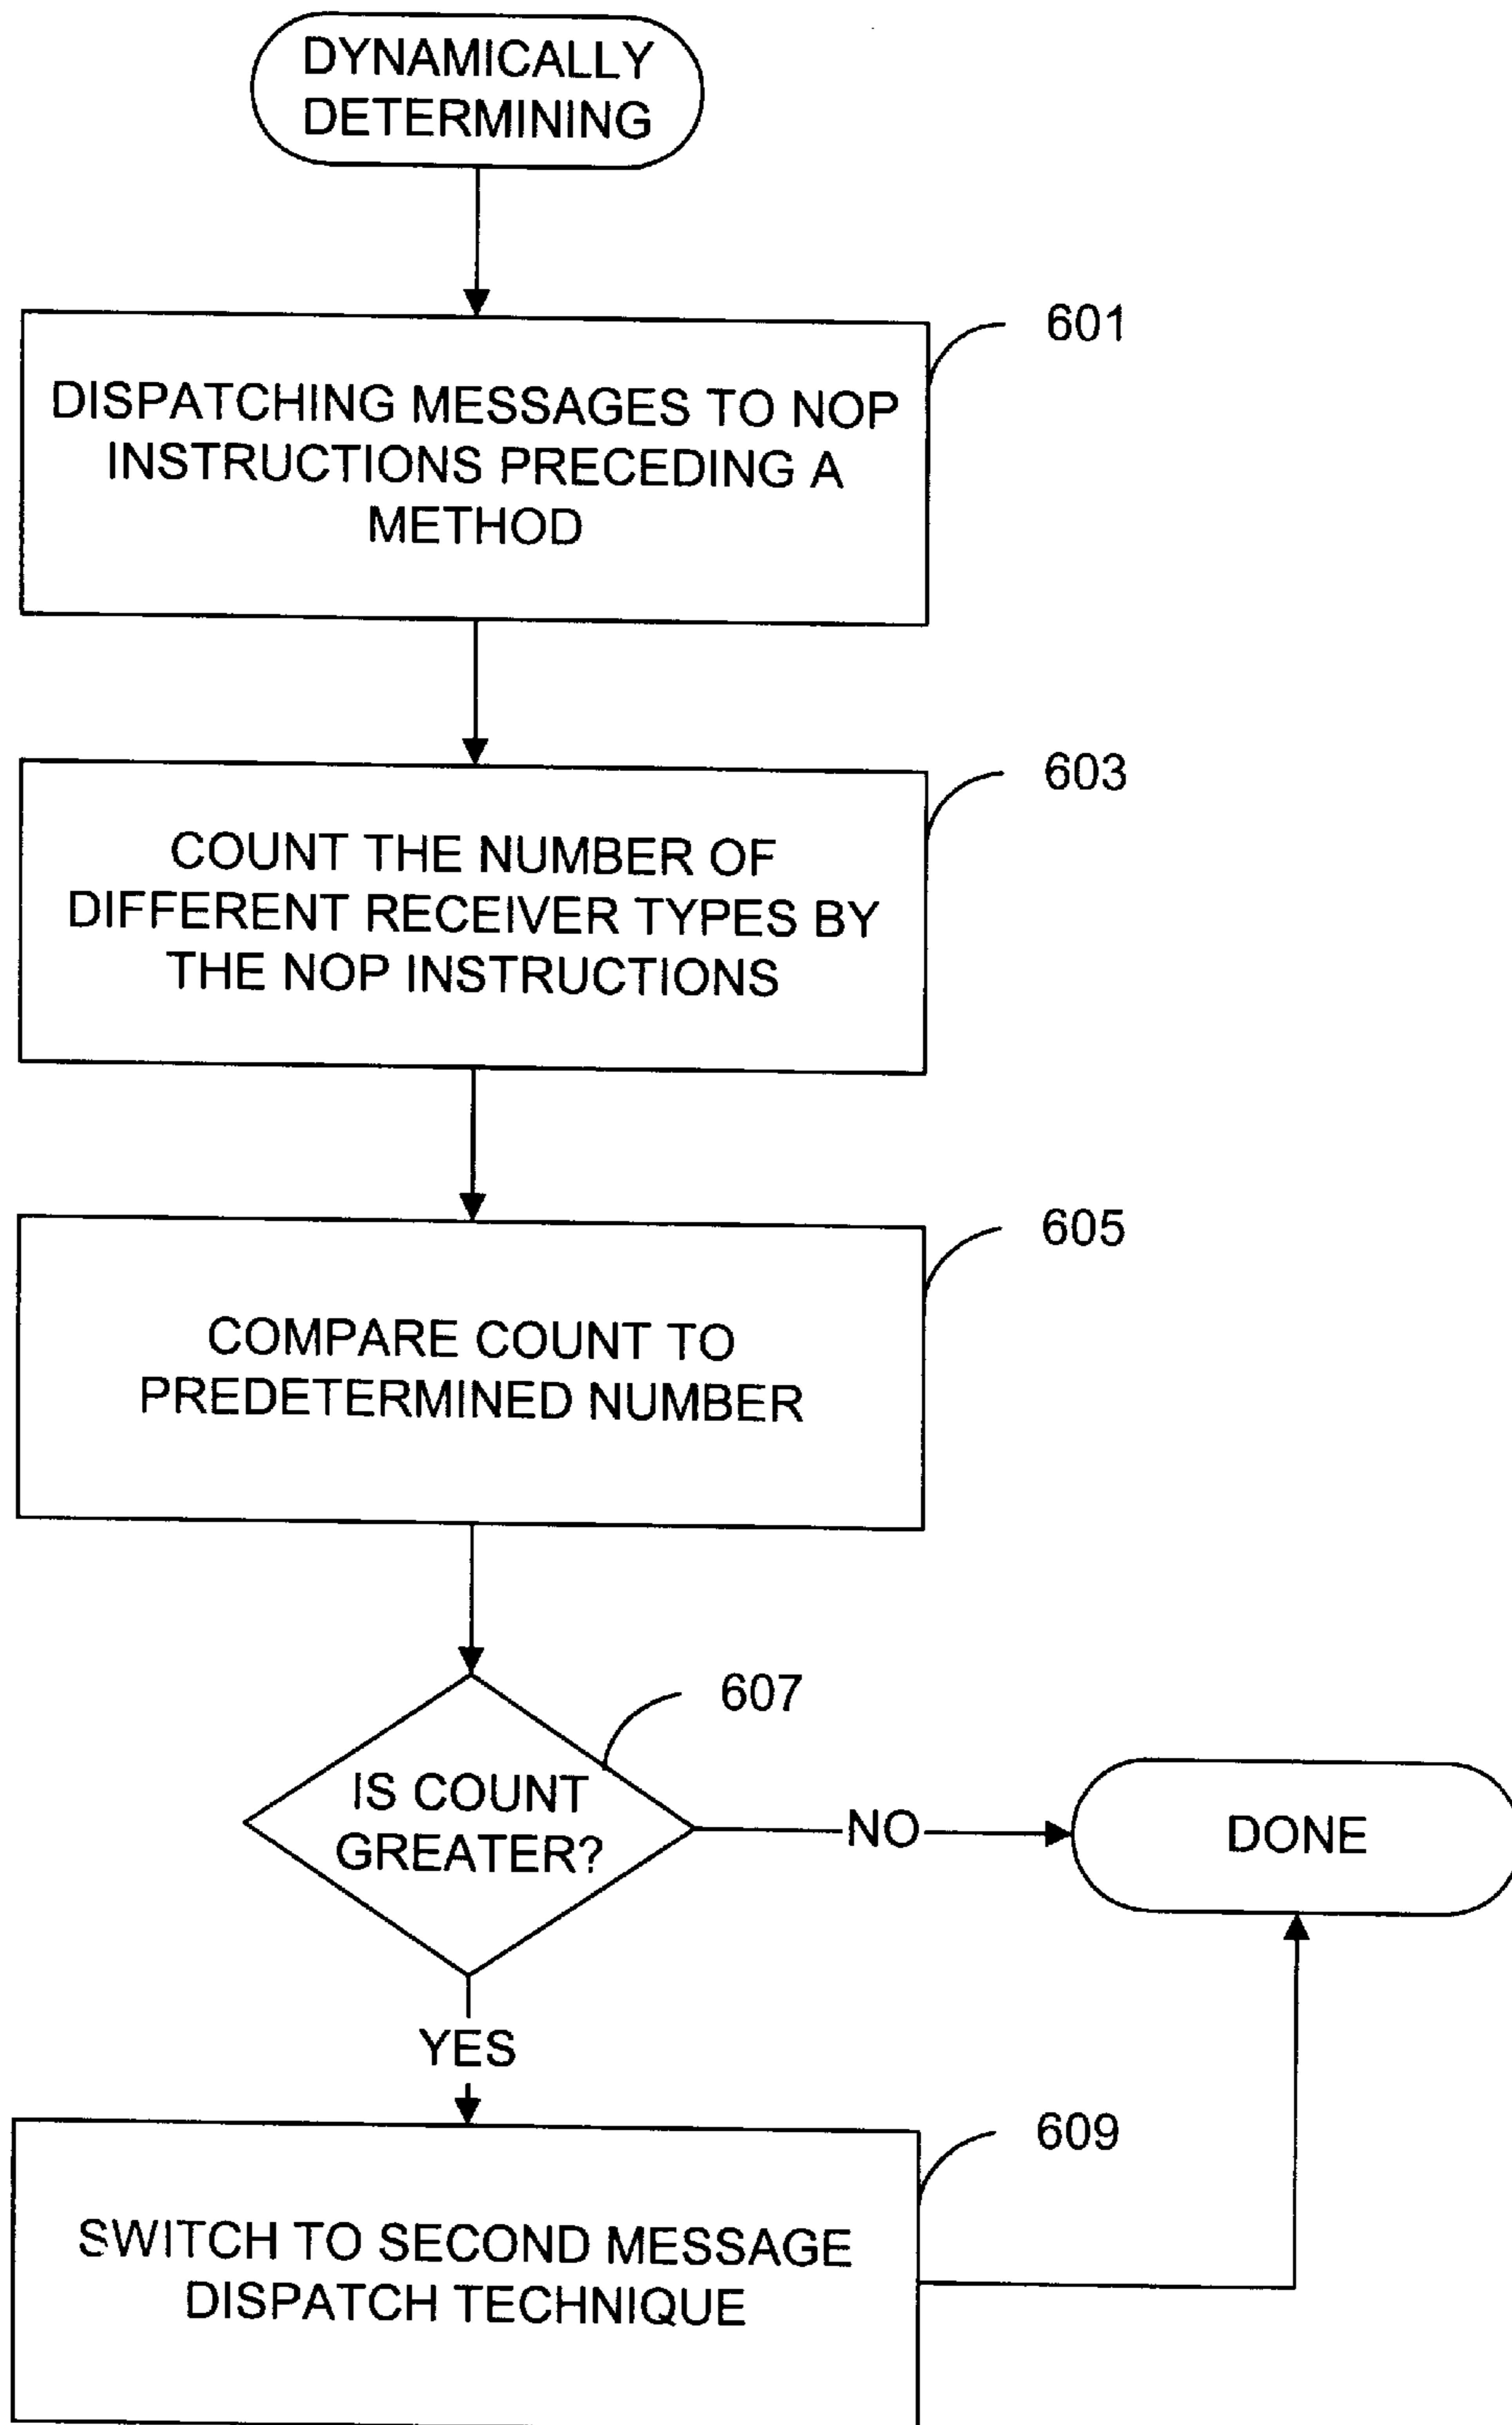 DYNAMICALLY
DETERMINING
601
DISPATCHING MESSAGES TO NOP
INSTRUCTIONS PRECEDING A
METHOD
603
COUNT THE NUMBER OF
DIFFERENT RECEIVER TYPES BY
THE NOP INSTRUCTIONS
605
COMPARE COUNT TO
PREDETERMINED NUMBER
607
IS COUNT
GREATER?
NO
DONE
YES
609
SWITCH TO SECOND MESSAGE
DISPATCH TECHNIQUE